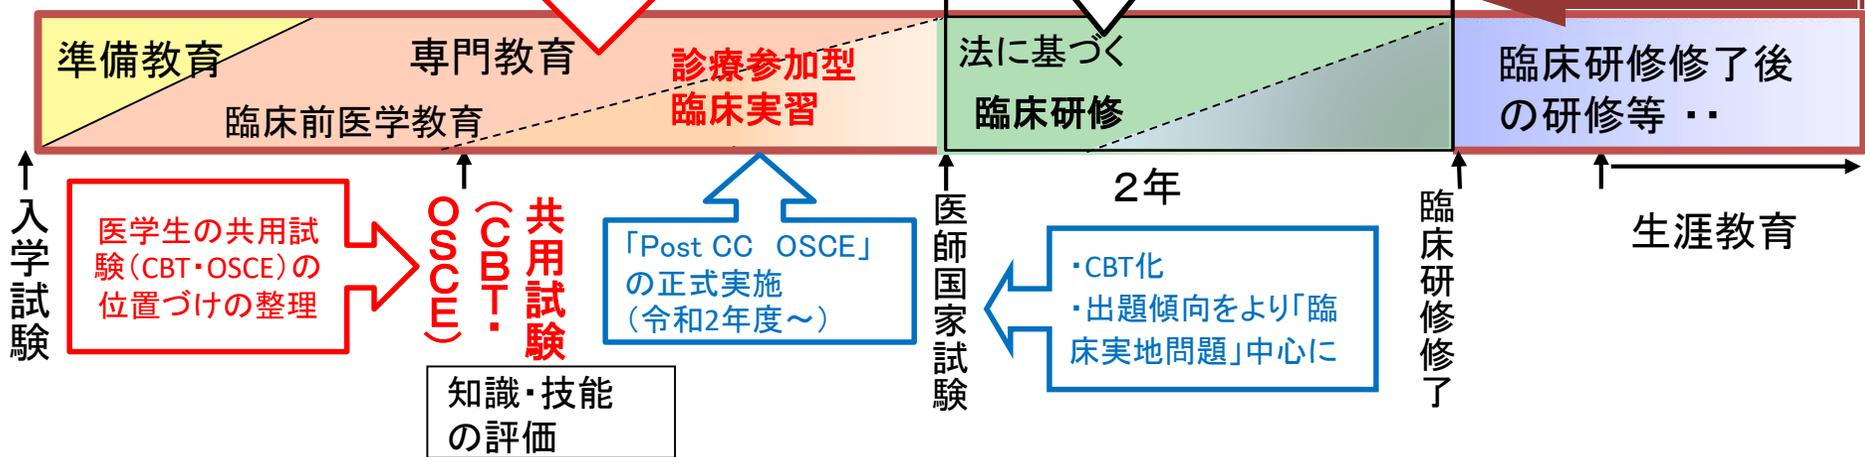 準備教育
専門教育
臨床前医学教育
診療参加型
臨床実習
法に基づく
臨床研修
臨床研修修了後
の研修等 ・・
入学試験
医学生の共用試
験(CBT・OSCE)の
位置づけの整理
共用試験
(CBT・
OSCE)
知識・技能
の評価
「Post CC OSCE」
の正式実施
(令和2年度~)
医師国家試験
2年
・CBT化
・出題傾向をより「臨
床実地問題」中心に
臨床研修修了
生涯教育